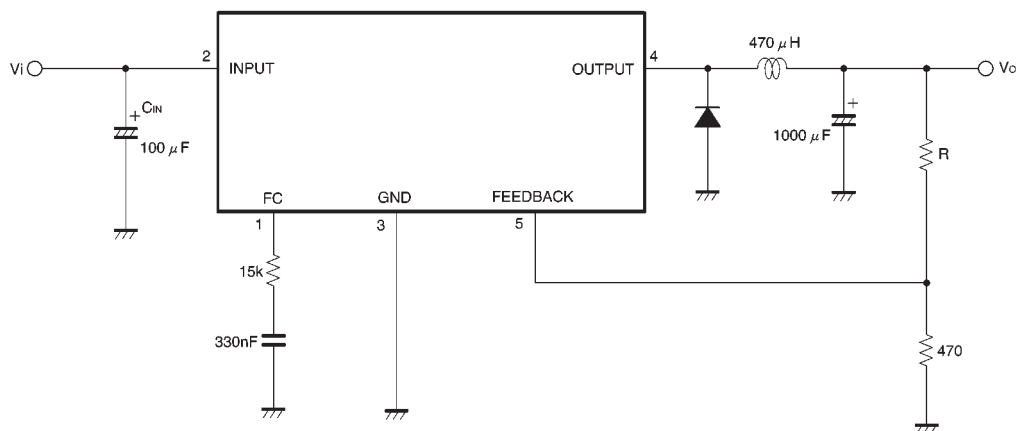 470 μH
2
4
Vi
INPUT
OUTPUT
Vo
+
CIN
100 μF
+
1000 μF
R
FC
GND
FEEDBACK
1
3
5
15k
330nF
470